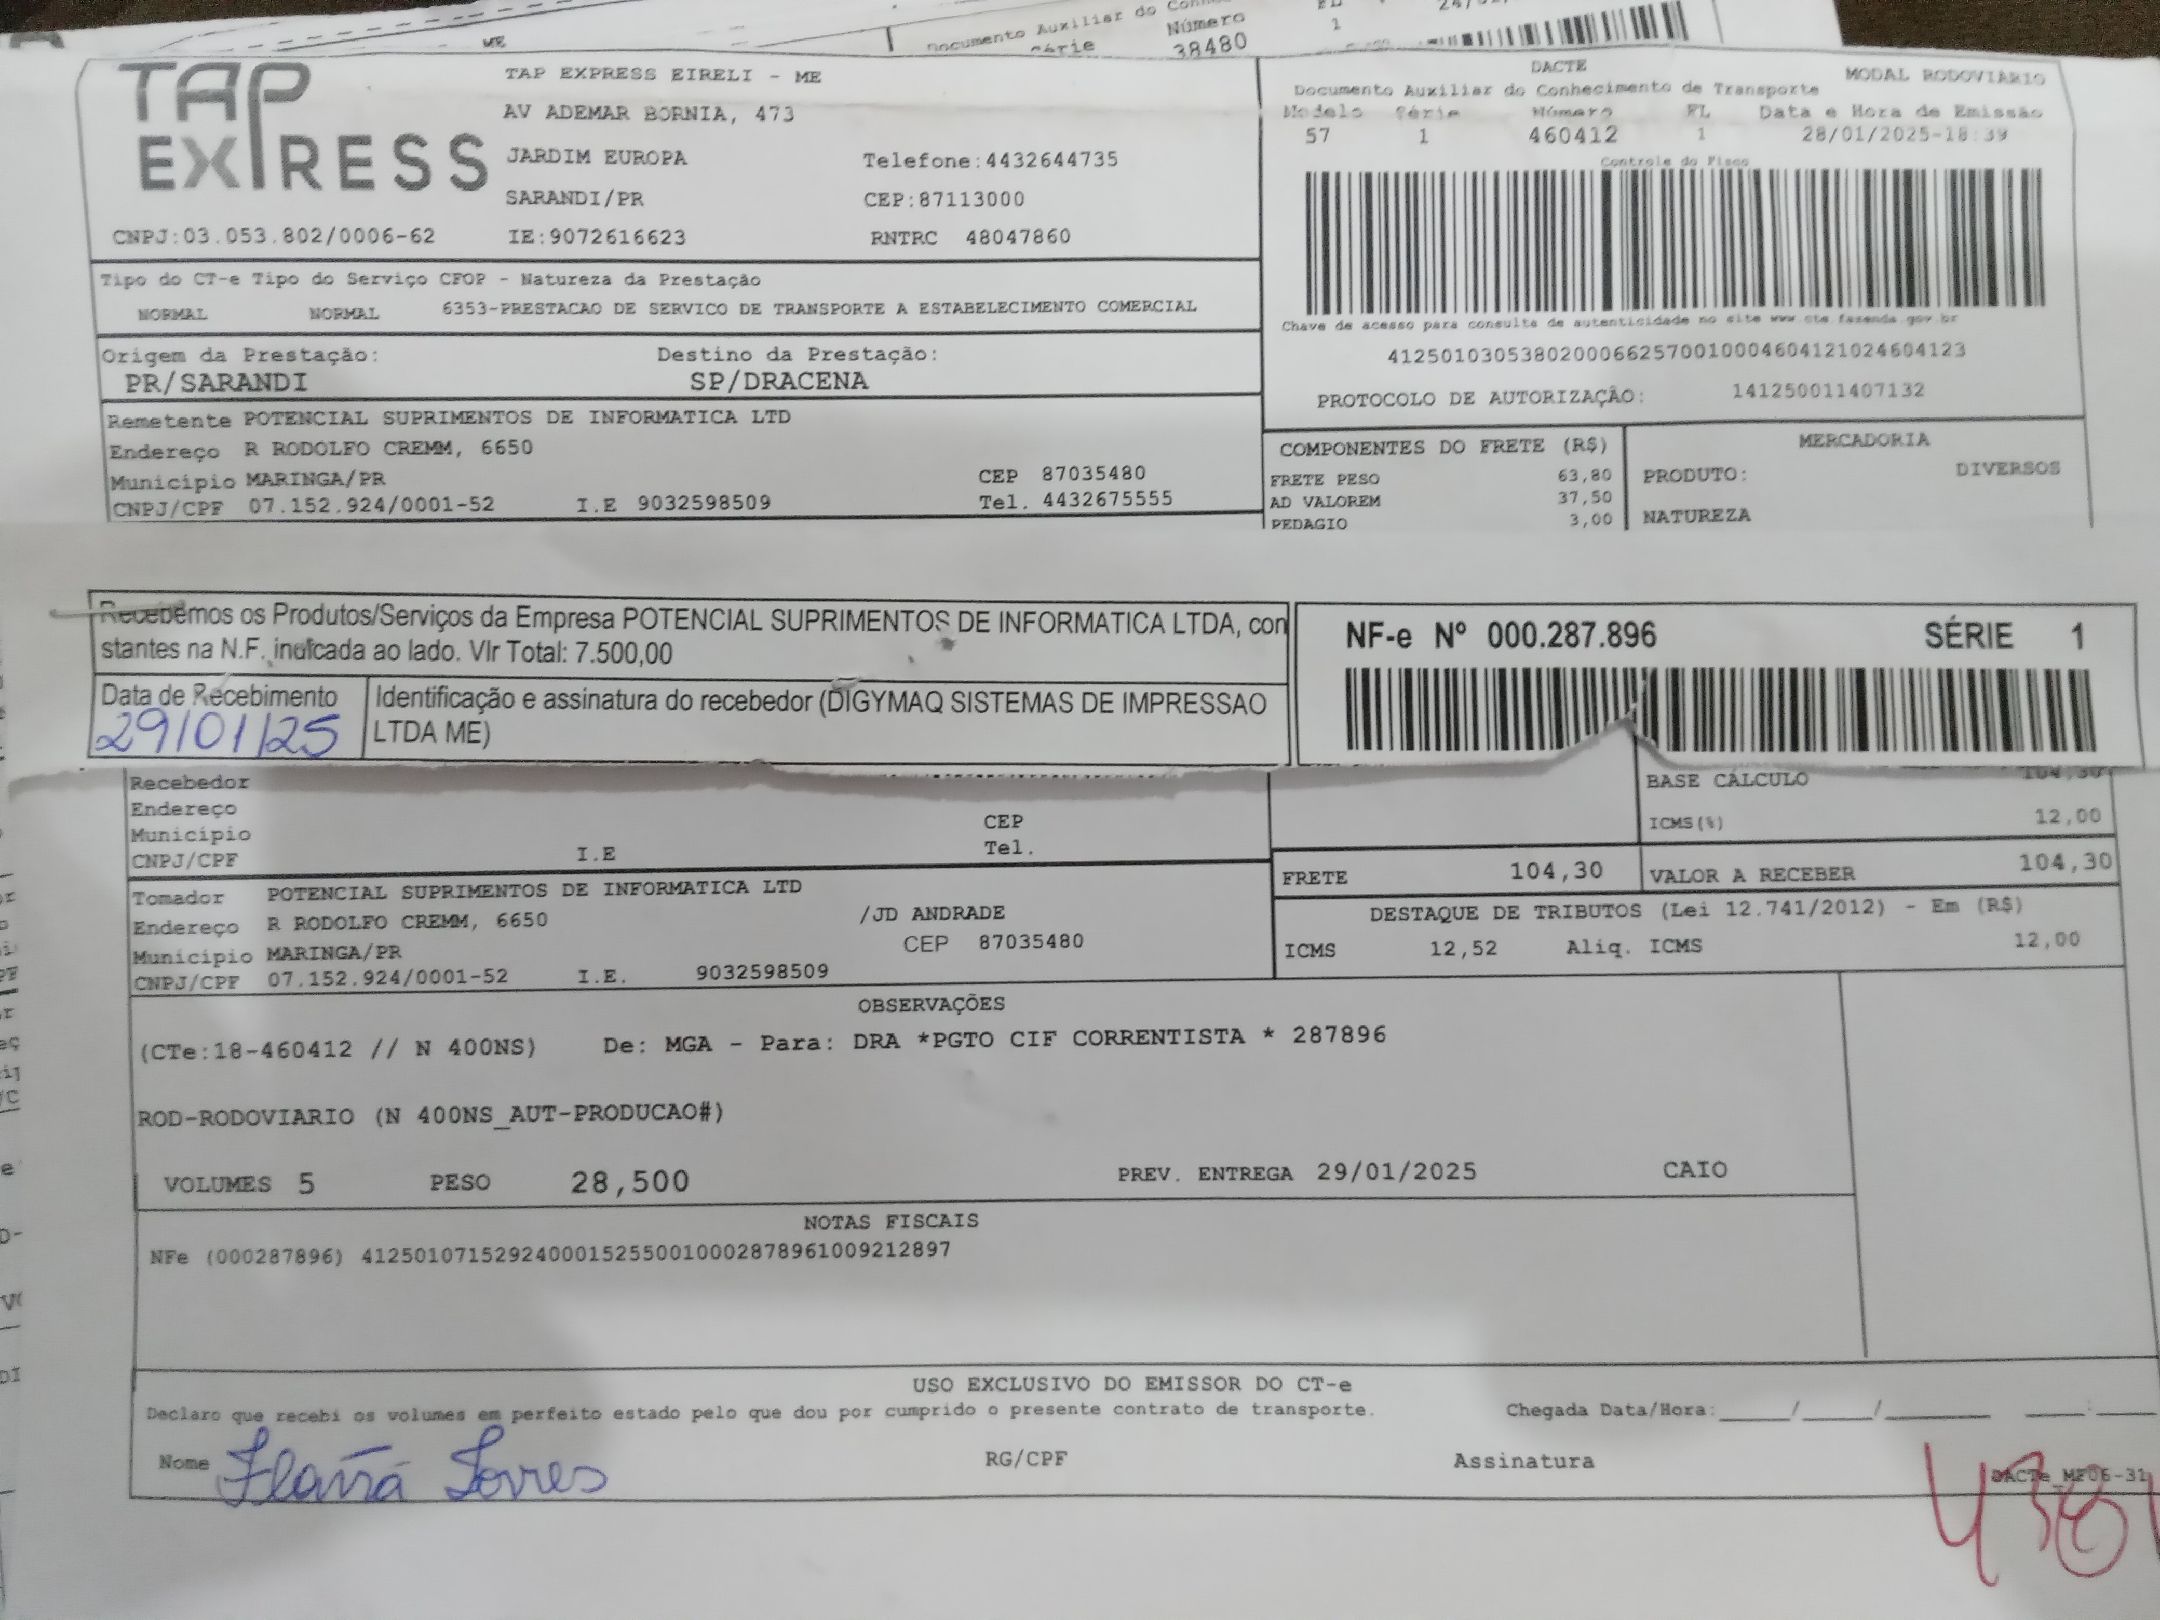 ME
Documento Auxiliar do
Série Número
38480
1
TAP EXPRESS
TAP EXPRESS EIRELI - ME
AV ADEMAR BORNIA, 473
JARDIM EUROPA Telefone:4432644735
SARANDI/PR CEP:87113000
CNPJ:03.053.802/0006-62 IE:9072616623 RNTRC 48047860
DACTE MODAL RODOVIÁRIO
Documento Auxiliar do Conhecimento de Transporte
Modelo Série Número FL Data e Hora de Emissão
57 1 460412 1 28/01/2025-18:39
Controle do Fisco
Chave de acesso para consulta de autenticidade no site www.cte.fazenda.gov.br
41250103053802000662570010004604121024604123
PROTOCOLO DE AUTORIZAÇÃO: 141250011407132
Tipo do CT-e Tipo do Serviço CFOP - Natureza da Prestação
NORMAL NORMAL 6353-PRESTACAO DE SERVICO DE TRANSPORTE A ESTABELECIMENTO COMERCIAL
Origem da Prestação: Destino da Prestação:
PR/SARANDI SP/DRACENA
Remetente POTENCIAL SUPRIMENTOS DE INFORMATICA LTD
Endereço R RODOLFO CREMM, 6650
Município MARINGA/PR CEP 87035480
CNPJ/CPF 07.152.924/0001-52 I.E 9032598509 Tel. 4432675555
COMPONENTES DO FRETE (R$)
FRETE PESO 63,80
AD VALOREM 37,50
PEDAGIO 3,00
MERCADORIA
PRODUTO: DIVERSOS
NATUREZA
Recebemos os Produtos/Serviços da Empresa POTENCIAL SUPRIMENTOS DE INFORMATICA LTDA, con
stantes na N.F. indicada ao lado. Vlr Total: 7.500,00
Data de Recebimento
29/01/25
Identificação e assinatura do recebedor (DIGYMAQ SISTEMAS DE IMPRESSAO
LTDA ME)
NF-e Nº 000.287.896 SÉRIE 1
Recebedor
Endereço
Município CEP
CNPJ/CPF I.E Tel.
BASE CÁLCULO 104,30
ICMS(%) 12,00
FRETE 104,30 VALOR A RECEBER 104,30
Tomador POTENCIAL SUPRIMENTOS DE INFORMATICA LTD
Endereço R RODOLFO CREMM, 6650 /JD ANDRADE
Município MARINGA/PR CEP 87035480
CNPJ/CPF 07.152.924/0001-52 I.E. 9032598509
DESTAQUE DE TRIBUTOS (Lei 12.741/2012) - Em (R$)
ICMS 12,52 Aliq. ICMS 12,00
OBSERVAÇÕES
(CTe:18-460412 // N 400NS) De: MGA - Para: DRA *PGTO CIF CORRENTISTA * 287896
ROD-RODOVIARIO (N 400NS_AUT-PRODUCAO#)
VOLUMES 5 PESO 28,500 PREV. ENTREGA 29/01/2025 CAIO
NOTAS FISCAIS
NFe (000287896) 41250107152924000152550010002878961009212897
USO EXCLUSIVO DO EMISSOR DO CT-e
Declaro que recebi os volumes em perfeito estado pelo que dou por cumprido o presente contrato de transporte. Chegada Data/Hora:____/____/______ ___:___
Nome Flavia Torres RG/CPF Assinatura
DACTe_MF06-31